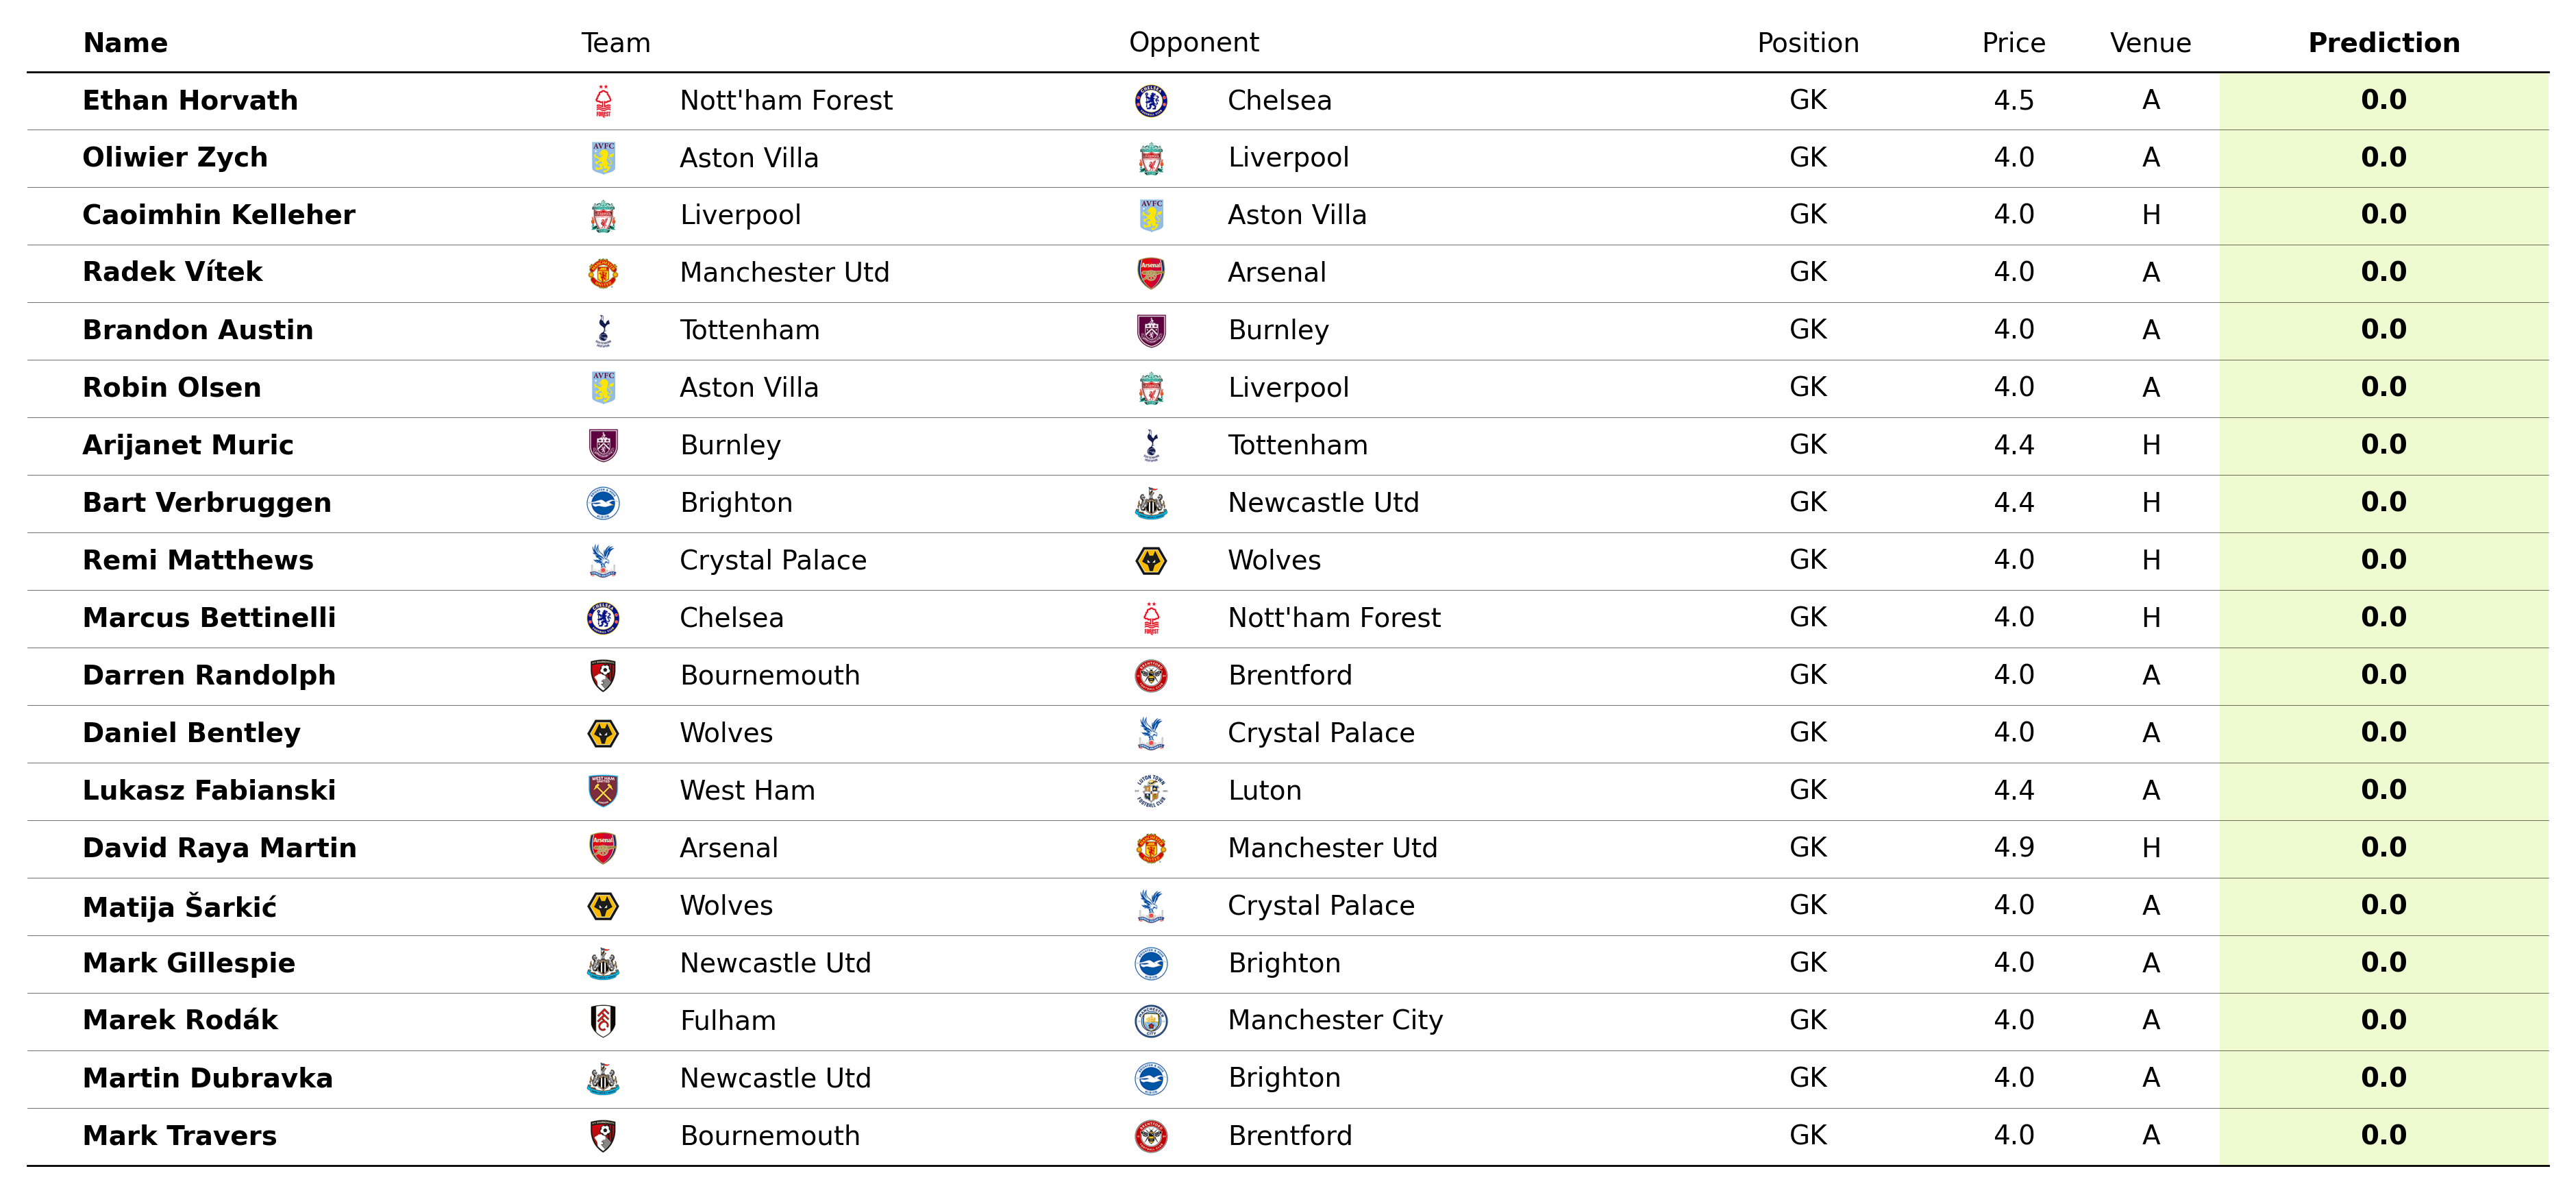 Name Team Opponent Position Price Venue Prediction
Ethan Horvath Nott'ham Forest Chelsea GK 4.5 A 0.0
Oliwier Zych Aston Villa Liverpool GK 4.0 A 0.0
Caoimhin Kelleher Liverpool Aston Villa GK 4.0 H 0.0
Radek Vítek Manchester Utd Arsenal GK 4.0 A 0.0
Brandon Austin Tottenham Burnley GK 4.0 A 0.0
Robin Olsen Aston Villa Liverpool GK 4.0 A 0.0
Arijanet Muric Burnley Tottenham GK 4.4 H 0.0
Bart Verbruggen Brighton Newcastle Utd GK 4.4 H 0.0
Remi Matthews Crystal Palace Wolves GK 4.0 H 0.0
Marcus Bettinelli Chelsea Nott'ham Forest GK 4.0 H 0.0
Darren Randolph Bournemouth Brentford GK 4.0 A 0.0
Daniel Bentley Wolves Crystal Palace GK 4.0 A 0.0
Lukasz Fabianski West Ham Luton GK 4.4 A 0.0
David Raya Martin Arsenal Manchester Utd GK 4.9 H 0.0
Matija Šarkić Wolves Crystal Palace GK 4.0 A 0.0
Mark Gillespie Newcastle Utd Brighton GK 4.0 A 0.0
Marek Rodák Fulham Manchester City GK 4.0 A 0.0
Martin Dubravka Newcastle Utd Brighton GK 4.0 A 0.0
Mark Travers Bournemouth Brentford GK 4.0 A 0.0